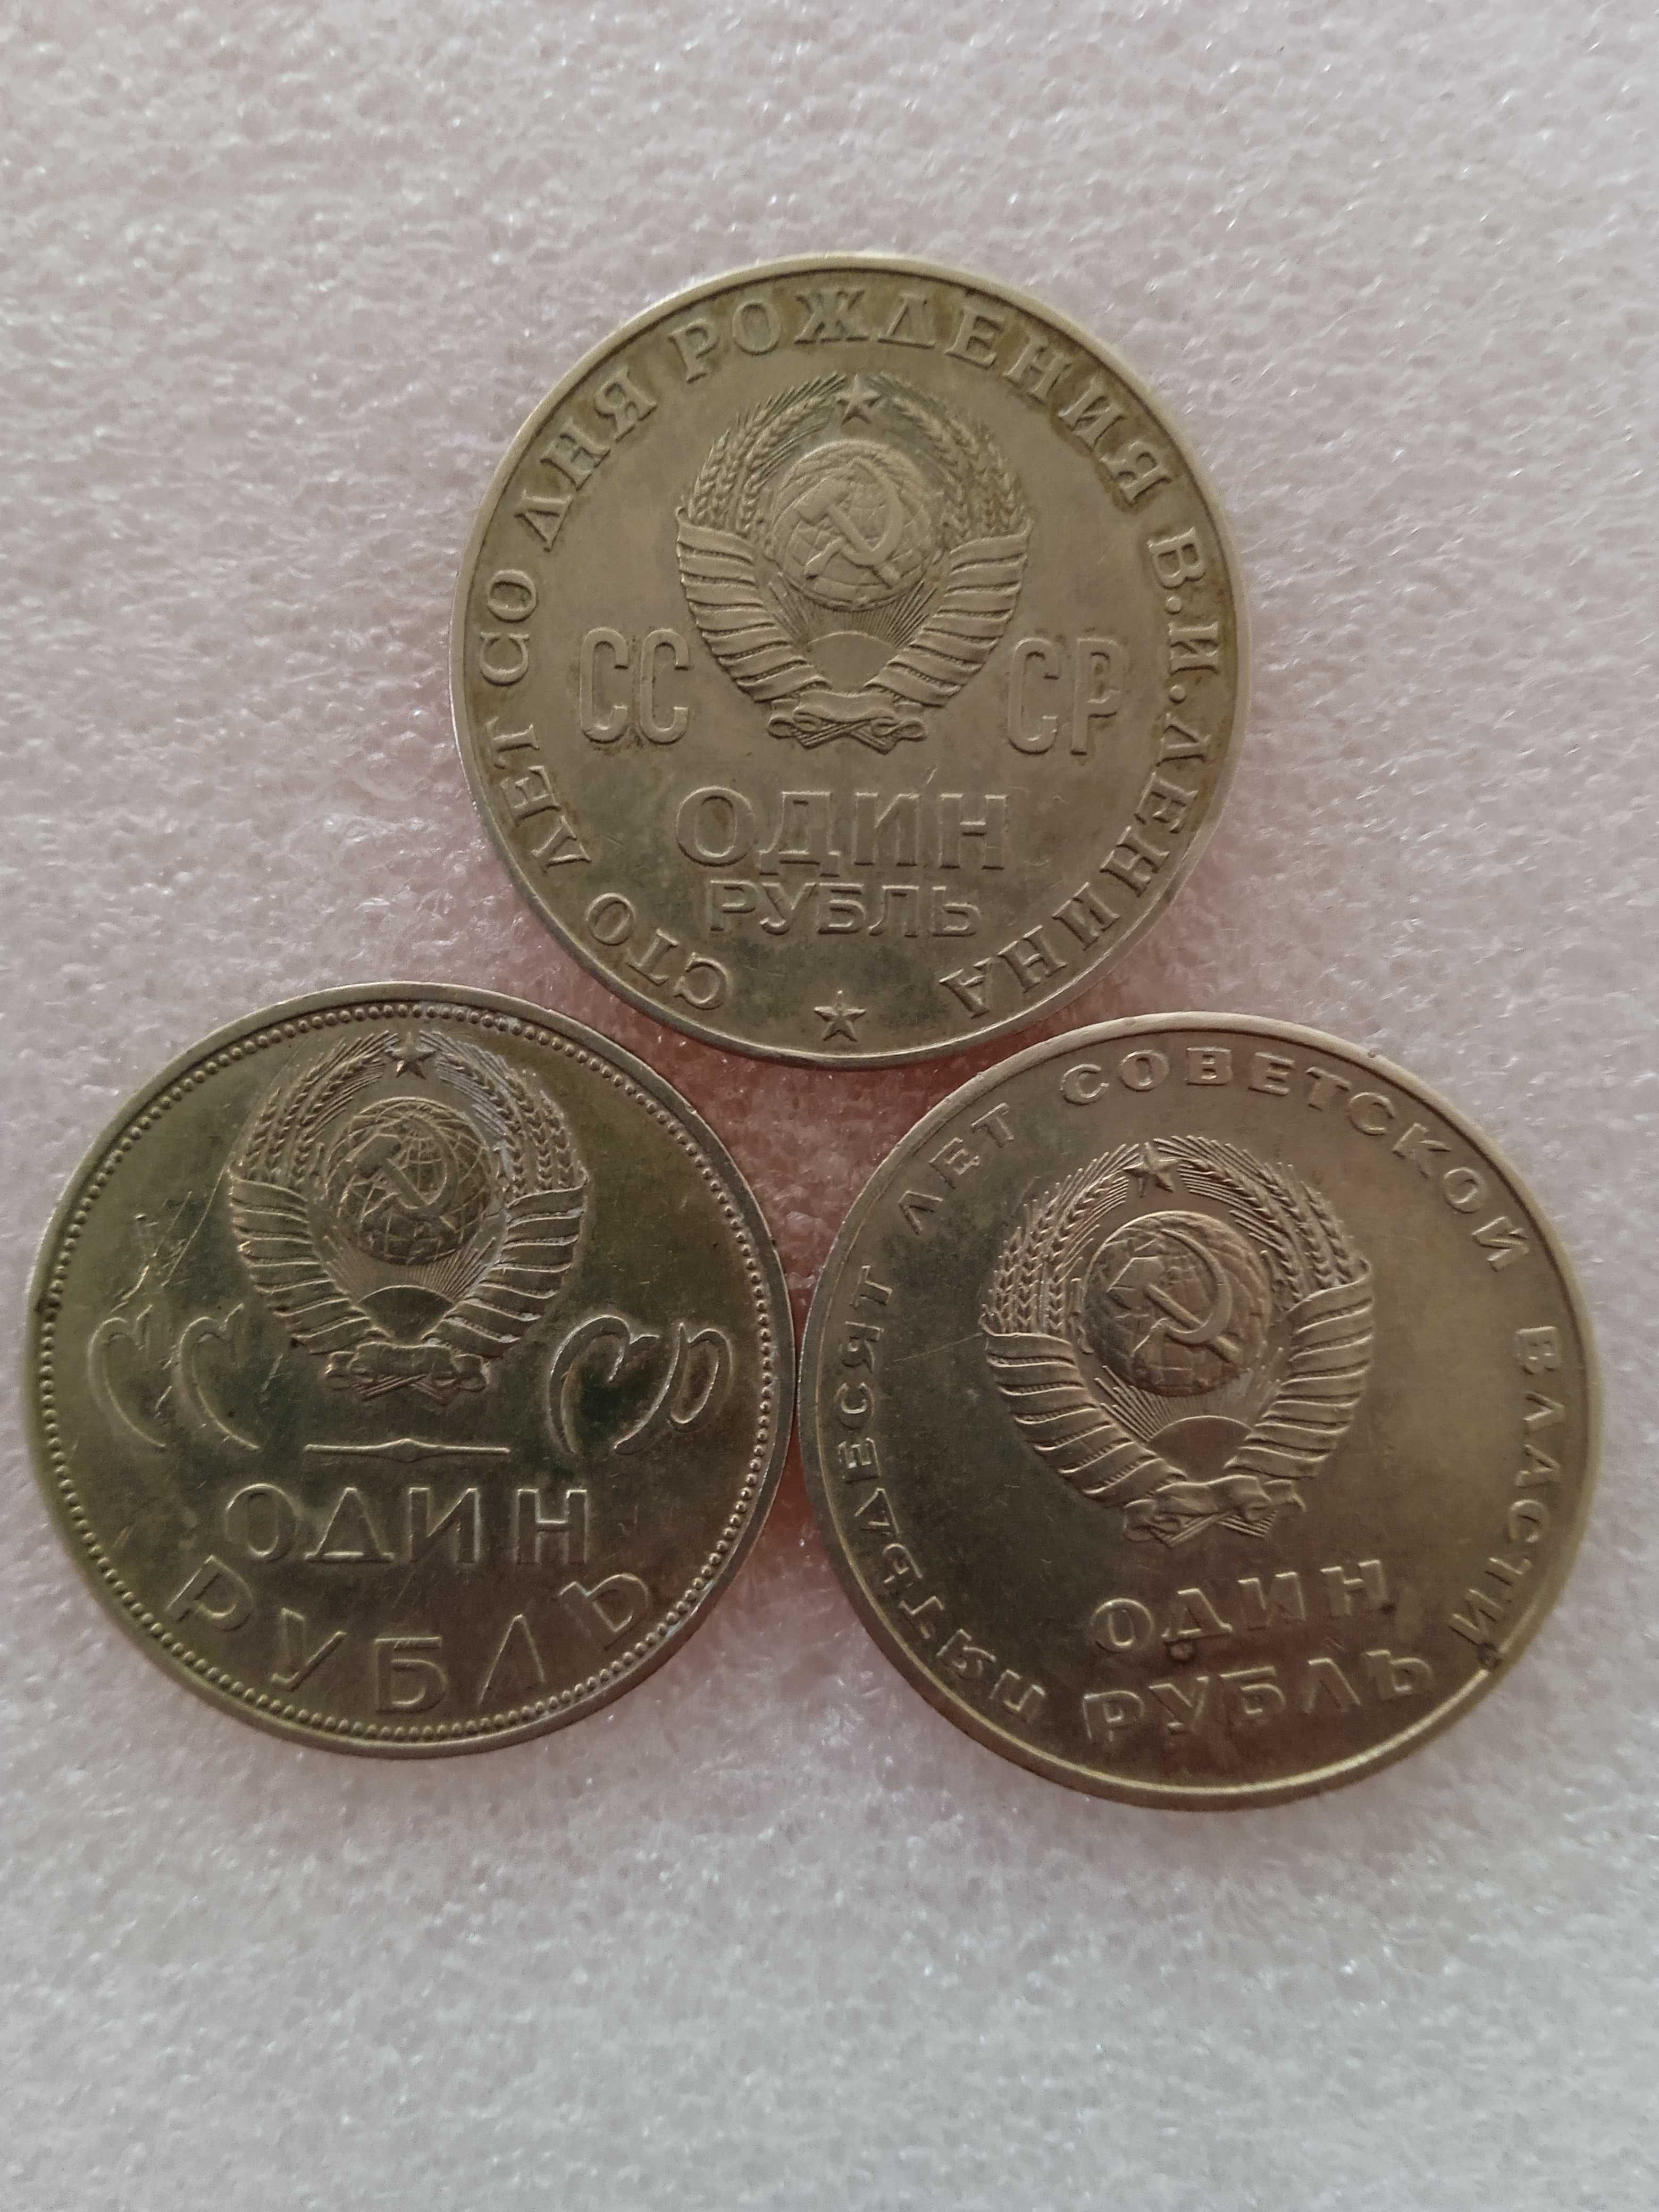 СТО ЛЕТ СО ДНЯ РОЖДЕНИЯ В.И.ЛЕНИНА
СС СР
ОДИН
РУБЛЬ
СС СР
ОДИН
РУБЛЬ
ПЯТЬДЕСЯТ ЛЕТ СОВЕТСКОЙ ВЛАСТИ
ОДИН
РУБЛЬ